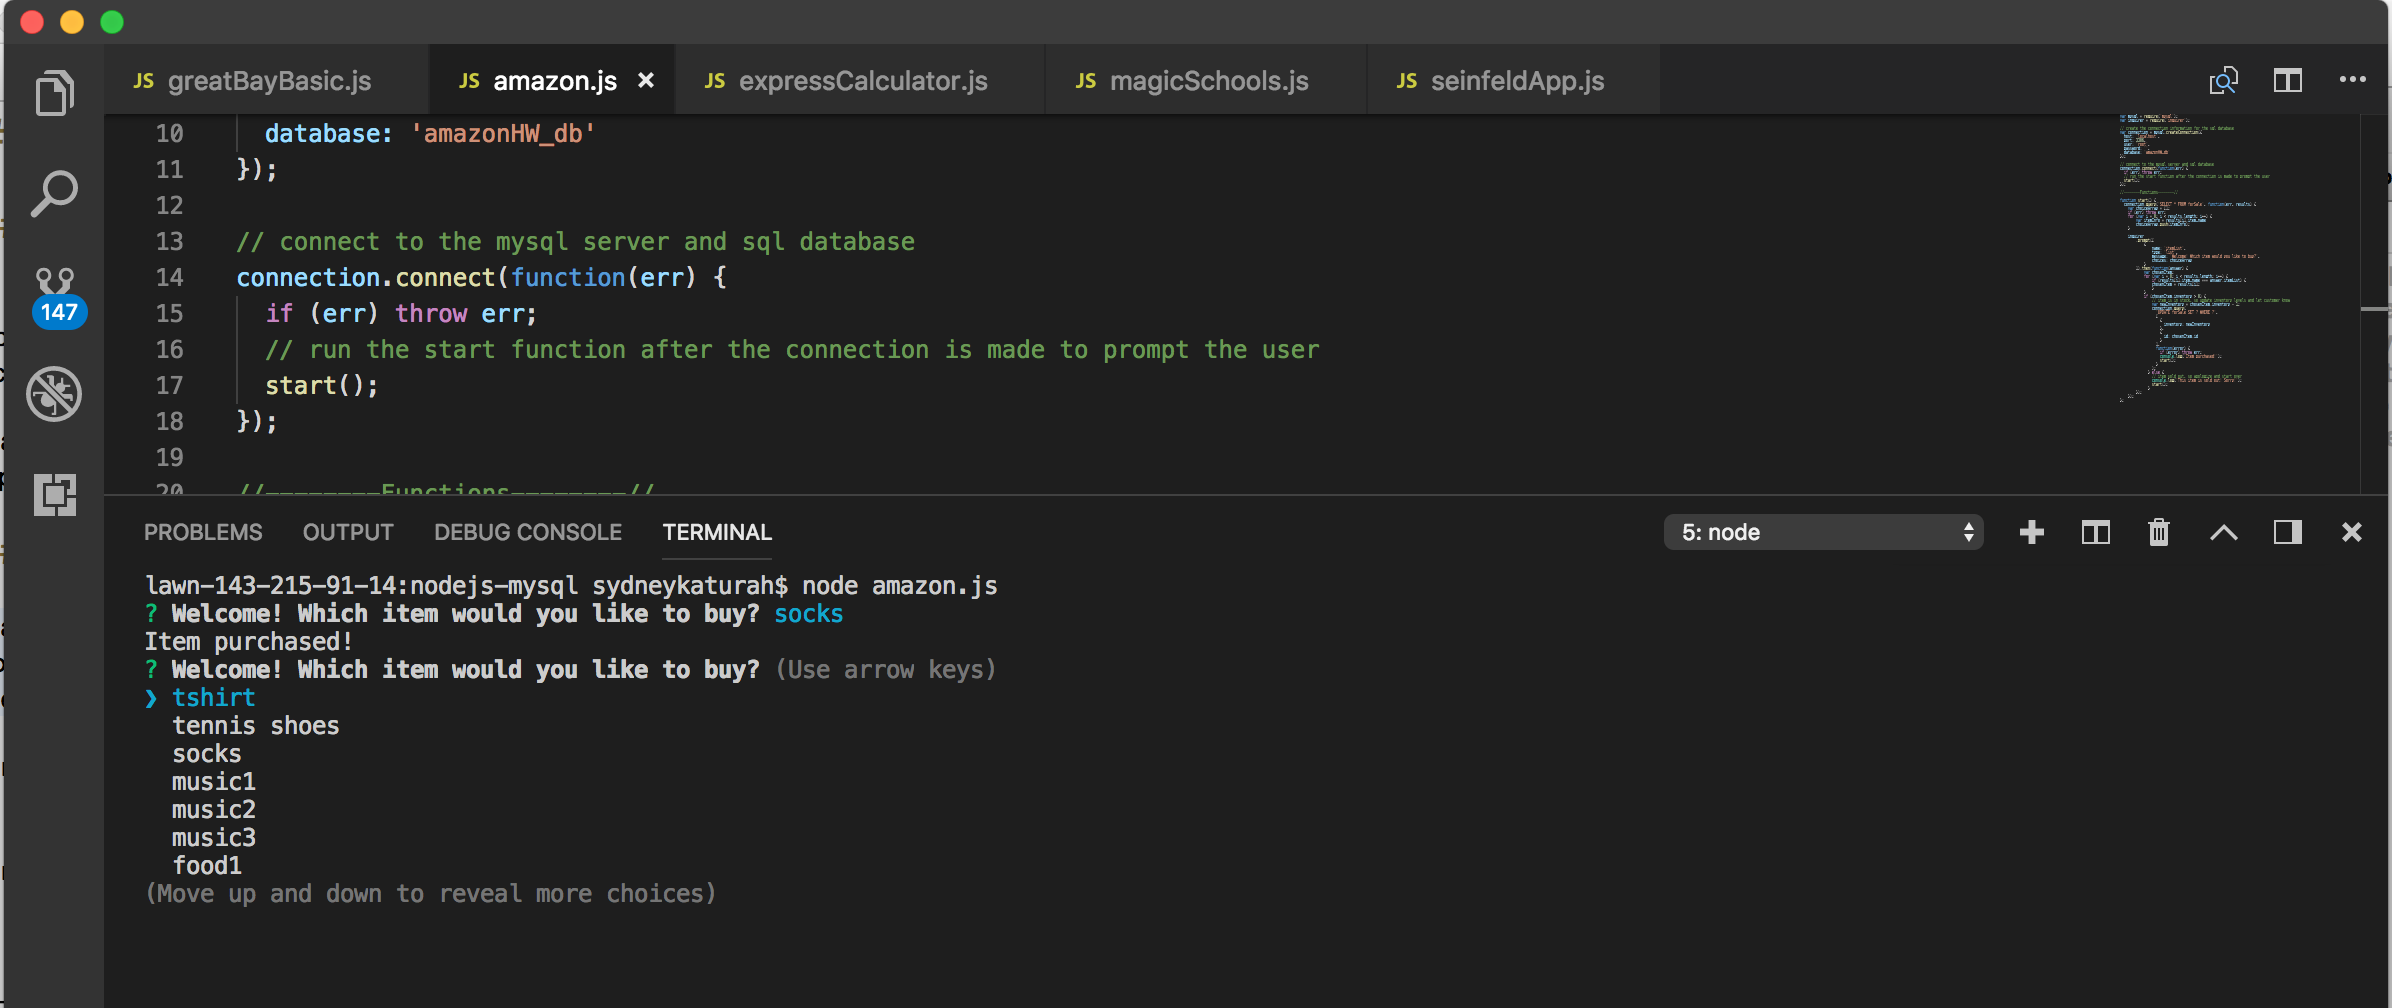 JS greatBayBasic.js JS amazon.js × JS expressCalculator.js JS magicSchools.js JS seinfeldApp.js
10 database: 'amazonHW_db'
11 });
12
13 // connect to the mysql server and sql database
14 connection.connect(function(err) {
15 if (err) throw err;
16 // run the start function after the connection is made to prompt the user
17 start();
18 });
19
20 //--------Functions--------//
147
PROBLEMS OUTPUT DEBUG CONSOLE TERMINAL 5: node
lawn-143-215-91-14:nodejs-mysql sydneykaturah$ node amazon.js
? Welcome! Which item would you like to buy? socks
Item purchased!
? Welcome! Which item would you like to buy? (Use arrow keys)
❯ tshirt
tennis shoes
socks
music1
music2
music3
food1
(Move up and down to reveal more choices)